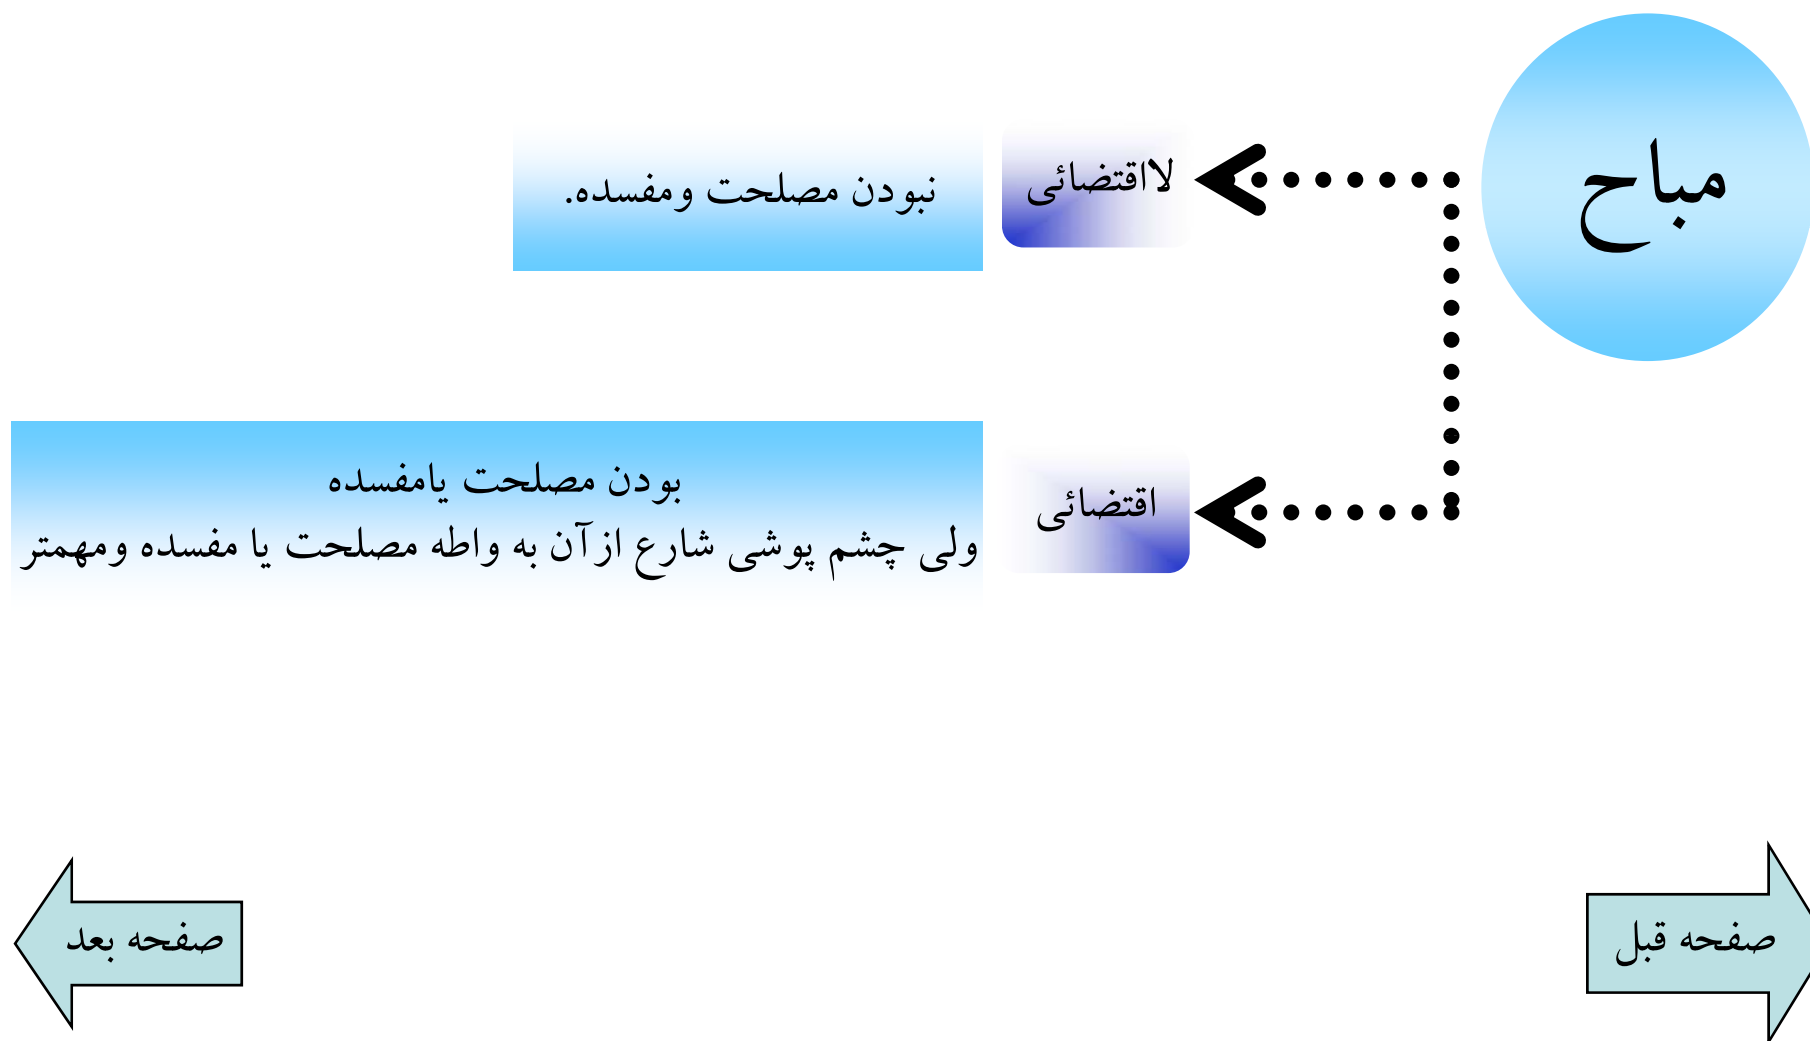 مباح
لااقتضائی
نبودن مصلحت ومفسده.
اقتضائی
بودن مصلحت یامفسده
ولی چشم پوشی شارع ازآن به واطه مصلحت یا مفسده ومهمتر
صفحه قبل
صفحه بعد